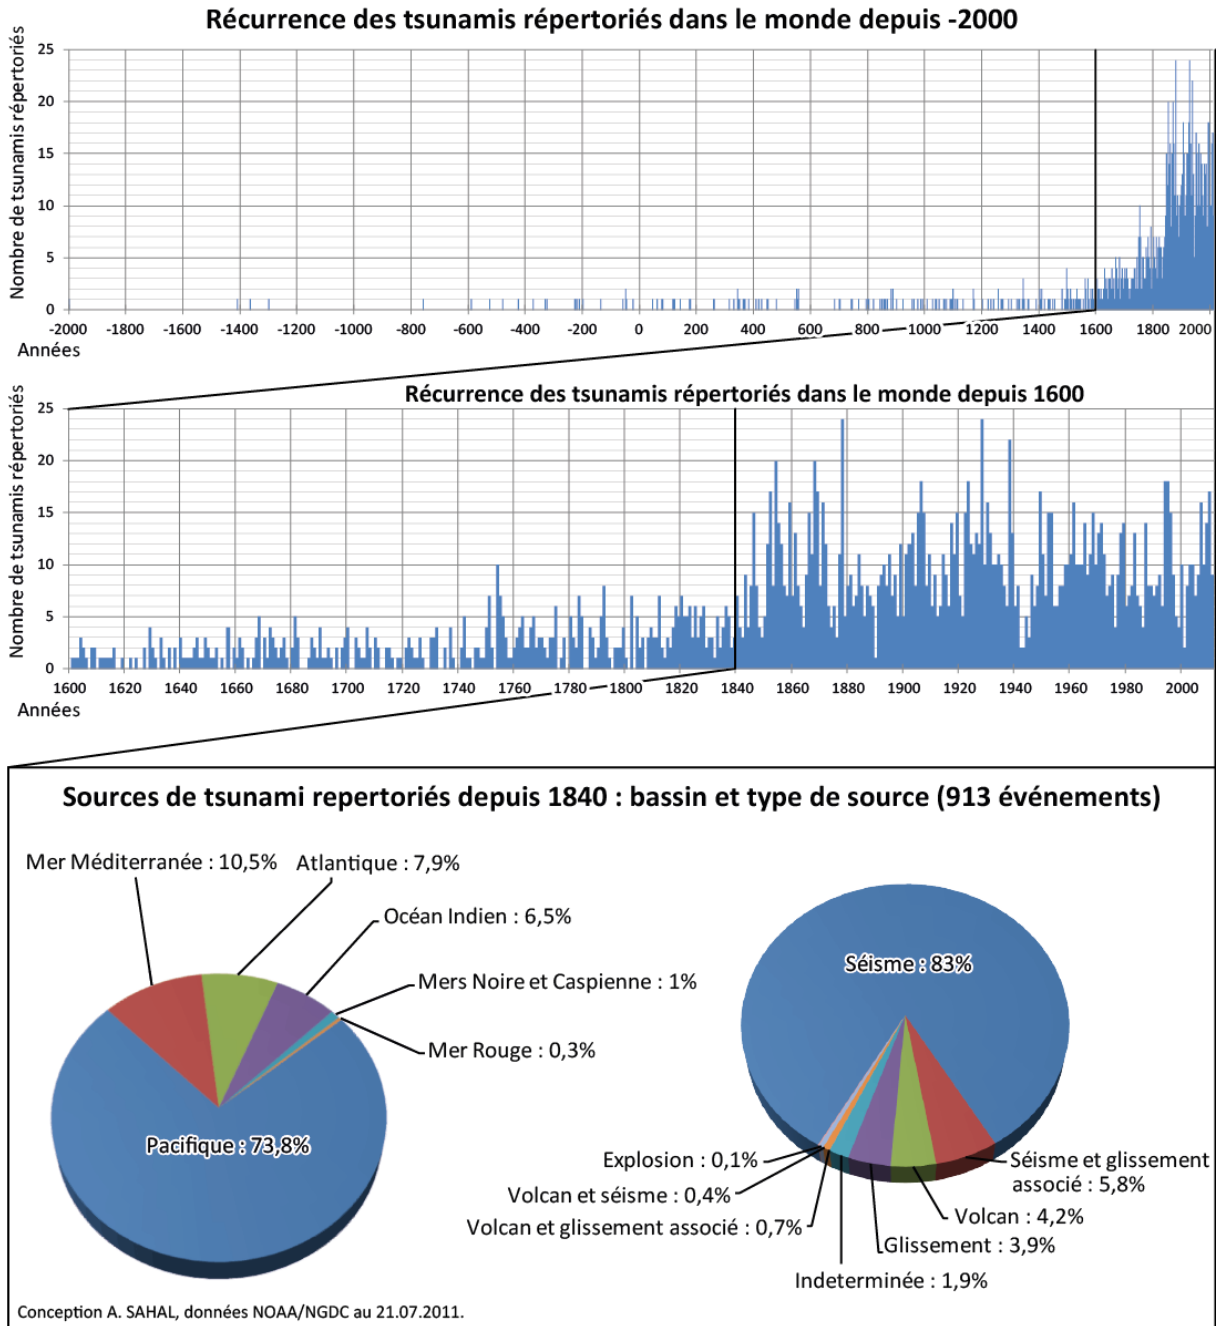 Récurrence des tsunamis répertoriés dans le monde depuis -2000
Nombre de tsunamis répertoriés
25
20
15
10
5
0
-2000 -1800 -1600 -1400 -1200 -1000 -800 -600 -400 -200 0 200 400 600 800 1000 1200 1400 1600 1800 2000
Années
Récurrence des tsunamis répertoriés dans le monde depuis 1600
Nombre de tsunamis répertoriés
25
20
15
10
5
0
1600 1620 1640 1660 1680 1700 1720 1740 1760 1780 1800 1820 1840 1860 1880 1900 1920 1940 1960 1980 2000
Années
Sources de tsunami repertoriés depuis 1840 : bassin et type de source (913 événements)
Mer Méditerranée : 10,5%
Atlantique : 7,9%
Océan Indien : 6,5%
Mers Noire et Caspienne : 1%
Mer Rouge : 0,3%
Pacifique : 73,8%
Séisme : 83%
Explosion : 0,1%
Volcan et séisme : 0,4%
Volcan et glissement associé : 0,7%
Indeterminée : 1,9%
Glissement : 3,9%
Volcan : 4,2%
Séisme et glissement
associé : 5,8%
Conception A. SAHAL, données NOAA/NGDC au 21.07.2011.